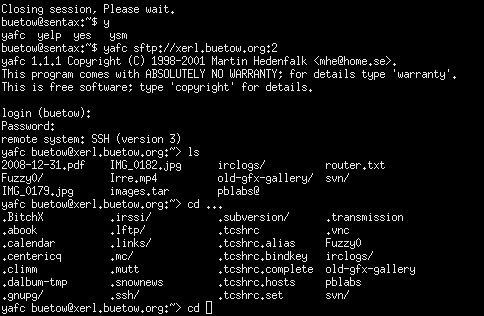 Closing session, Please wait.
buetow@sentax:~$ y
yafc  yelp  yes  ysm
buetow@sentax:~$ yafc sftp://xerl.buetow.org:2
yafc 1.1.1 Copyright (C) 1998-2001 Martin Hedenfalk <mhe@home.se>.
This program comes with ABSOLUTELY NO WARRANTY; for details type 'warranty'.
This is free software; type 'copyright' for details.
login (buetow):
Password:
remote system: SSH (version 3)
yafc buetow@xerl.buetow.org:~> ls
2008-12-31.pdf  IMG_0182.jpg  irclogs/  router.txt
FuzzyO/  Irre.mp4  old-gfx-gallery/  svn/
IMG_0179.jpg  images.tar  pblabs@
yafc buetow@xerl.buetow.org:~> cd ...
.BitchX  .irssi/  .subversion/  .transmission
.abook  .lftp/  .tcshrc  .vnc
.calendar  .links/  .tcshrc.alias  FuzzyO
.centericq  .mc/  .tcshrc.bindkey  irclogs/
.climm  .mutt  .tcshrc.complete  old-gfx-gallery
.dalbum-tmp  .snownews  .tcshrc.hosts  pblabs
.gnupg/  .ssh/  .tcshrc.set  svn/
yafc buetow@xerl.buetow.org:~> cd